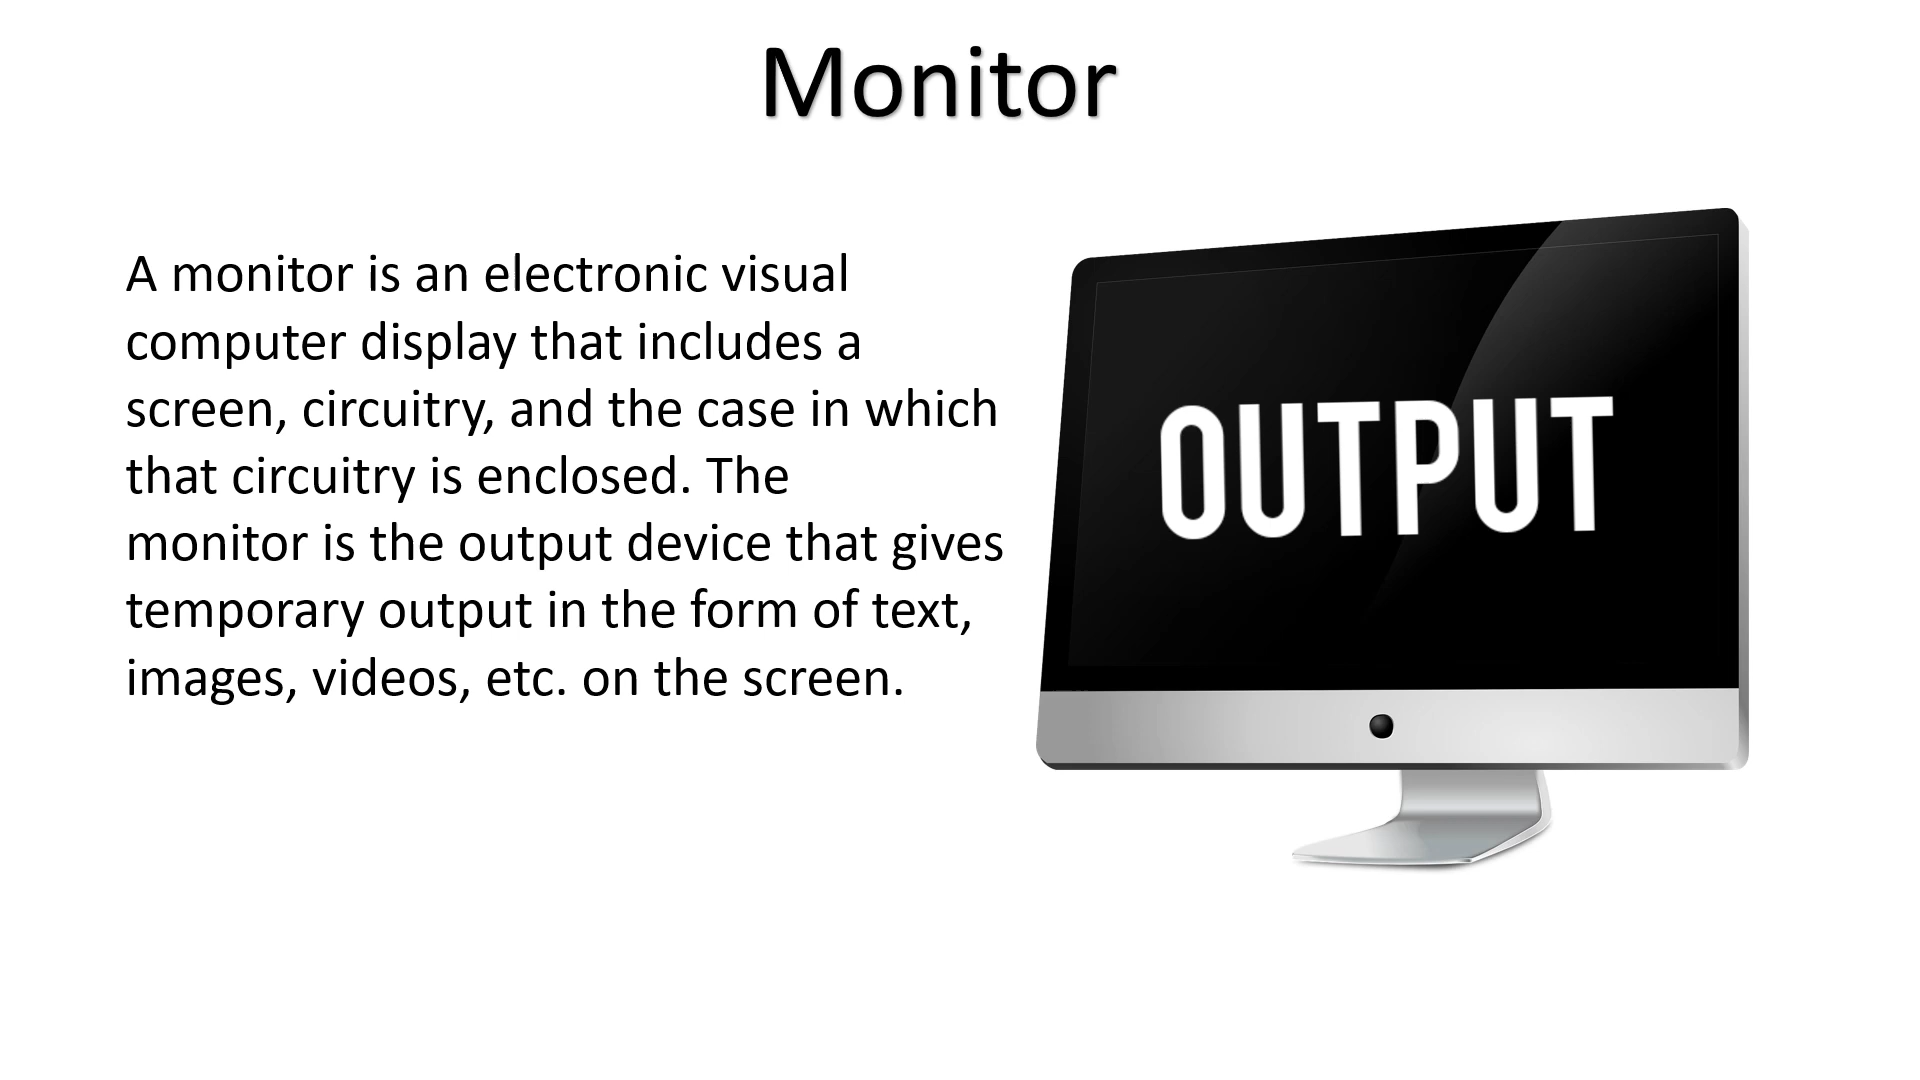 Monitor
A monitor is an electronic visual
computer display that includes a
screen, circuitry, and the case in which
that circuitry is enclosed. The
monitor is the output device that gives
temporary output in the form of text,
images, videos, etc. on the screen.
OUTPUT